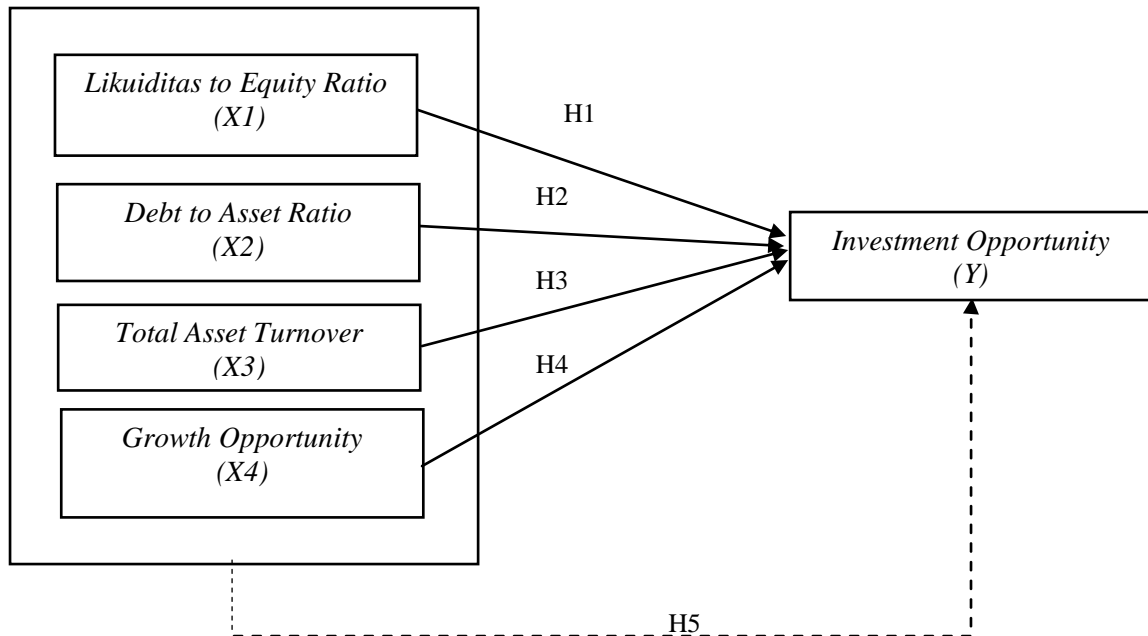 Likuiditas to Equity Ratio
(X1)
H1
Debt to Asset Ratio
(X2)
H2
Total Asset Turnover
(X3)
H3
Growth Opportunity
(X4)
H4
Investment Opportunity
(Y)
H5